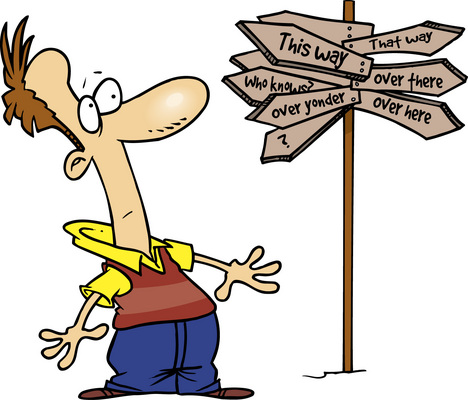 This way
That way
Who knows?
over there
over yonder
over here
?